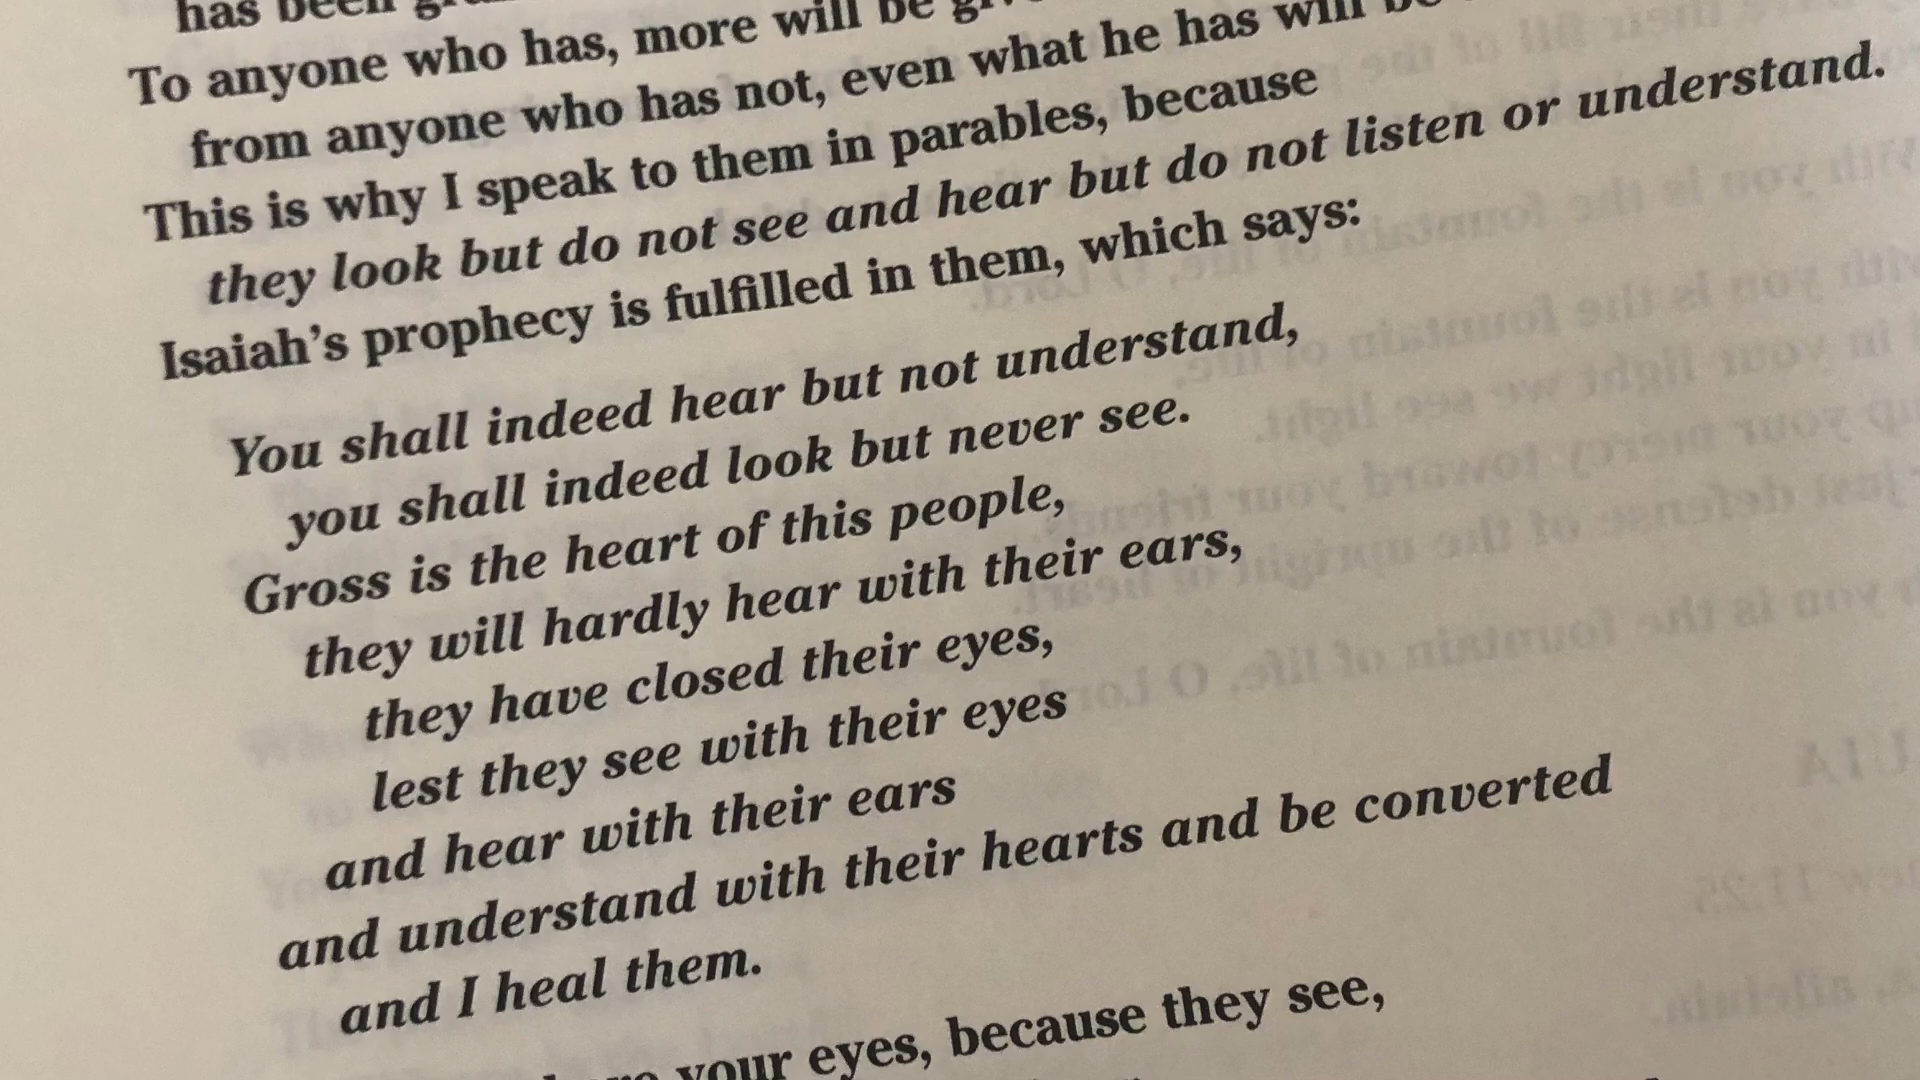 has been
To anyone who has, more will be
from anyone who has not, even what he has will
This is why I speak to them in parables, because
they look but do not see and hear but do not listen or understand.
Isaiah’s prophecy is fulfilled in them, which says:
You shall indeed hear but not understand,
you shall indeed look but never see.
Gross is the heart of this people,
they will hardly hear with their ears,
they have closed their eyes,
lest they see with their eyes
and hear with their ears
and understand with their hearts and be converted
and I heal them.
your eyes, because they see,